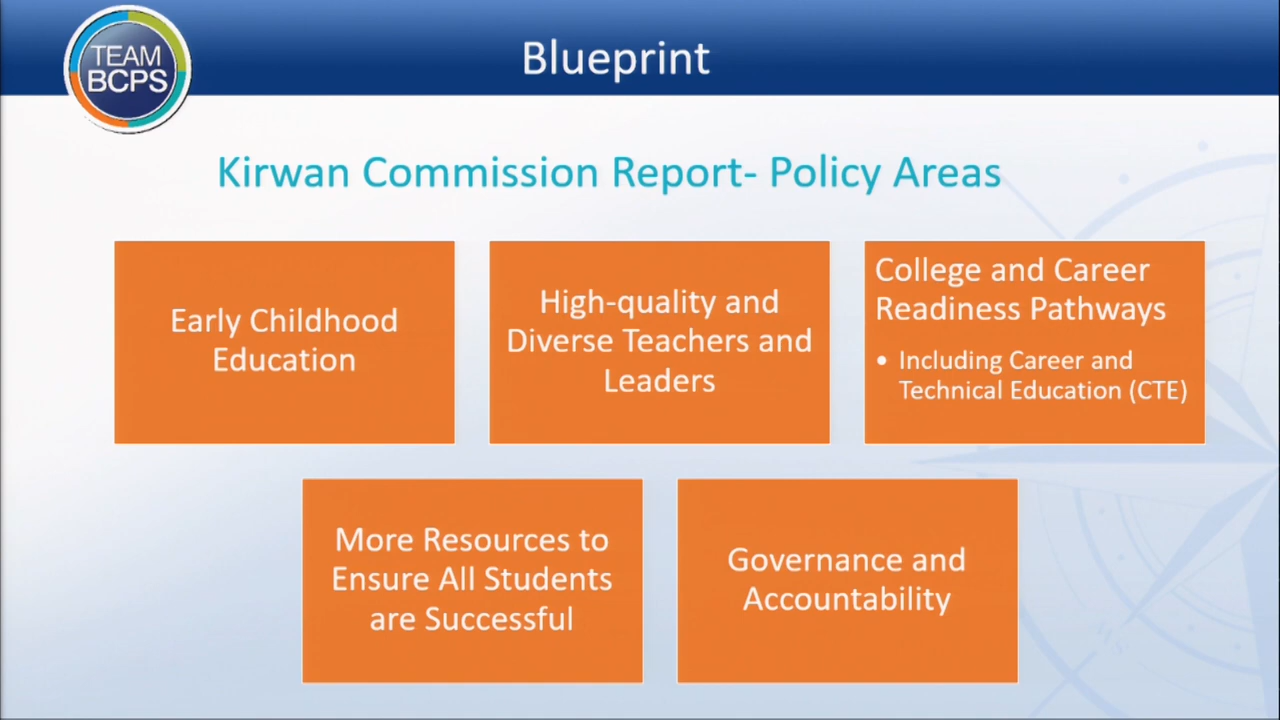 TEAM
BCPS
Blueprint
Kirwan Commission Report- Policy Areas
Early Childhood
Education
High-quality and
Diverse Teachers and
Leaders
College and Career
Readiness Pathways
• Including Career and
Technical Education (CTE)
More Resources to
Ensure All Students
are Successful
Governance and
Accountability